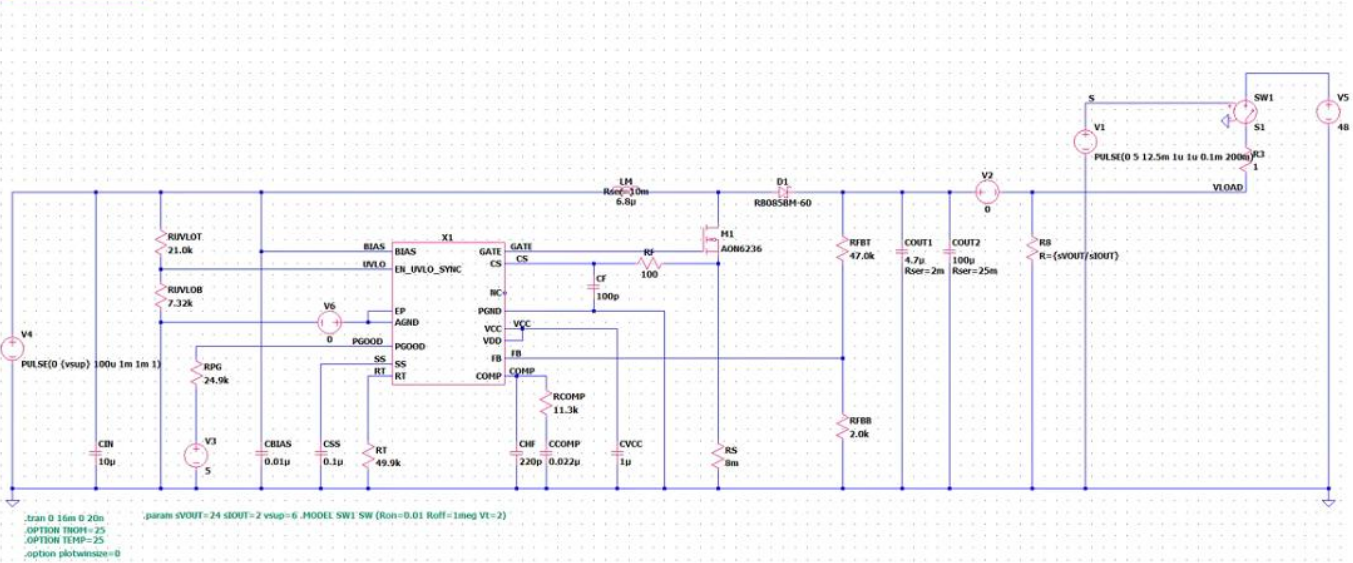 S
SW1
V5
V1
S1
48
PULSE(0 5 12.5m 1u 1u 0.1m 200m)
R3
1
V2
VLOAD
0
LM
Rser=10m
6.8µ
D1
RB085BM-60
X1
M1
AON6236
BIAS
BIAS
GATE
GATE
UVLO
EN_UVLO_SYNC
CS
CS
RF
100
RUVLOT
21.0k
RFBT
47.0k
COUT1
4.7µ
Rser=2m
COUT2
100µ
Rser=25m
R8
R={sVOUT/sIOUT}
RUVLOB
7.32k
NC
CF
100p
V6
0
EP
AGND
PGND
VCC
VCC
VDD
V4
PULSE(0 {vsup} 100u 1m 1m 1)
PGOOD
PGOOD
FB
FB
SS
SS
RT
RT
COMP
COMP
RPG
24.9k
RCOMP
11.3k
RFBB
2.0k
CIN
10µ
V3
5
CBIAS
0.01µ
CSS
0.1µ
RT
49.9k
CHF
220p
CCOMP
0.022µ
CVCC
1µ
RS
8m
.tran 0 16m 0 20n
.OPTION TNOM=25
.OPTION TEMP=25
.option plotwinsize=0
.param sVOUT=24 sIOUT=2 vsup=6 .MODEL SW1 SW (Ron=0.01 Roff=1meg Vt=2)